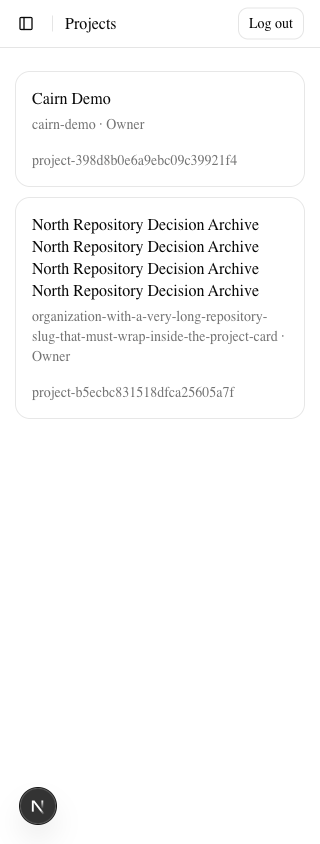 Projects
Log out
Cairn Demo
cairn-demo · Owner
project-398d8b0e6a9ebc09c39921f4
North Repository Decision Archive
North Repository Decision Archive
North Repository Decision Archive
North Repository Decision Archive
organization-with-a-very-long-repository-
slug-that-must-wrap-inside-the-project-card ·
Owner
project-b5ecbc831518dfca25605a7f
N